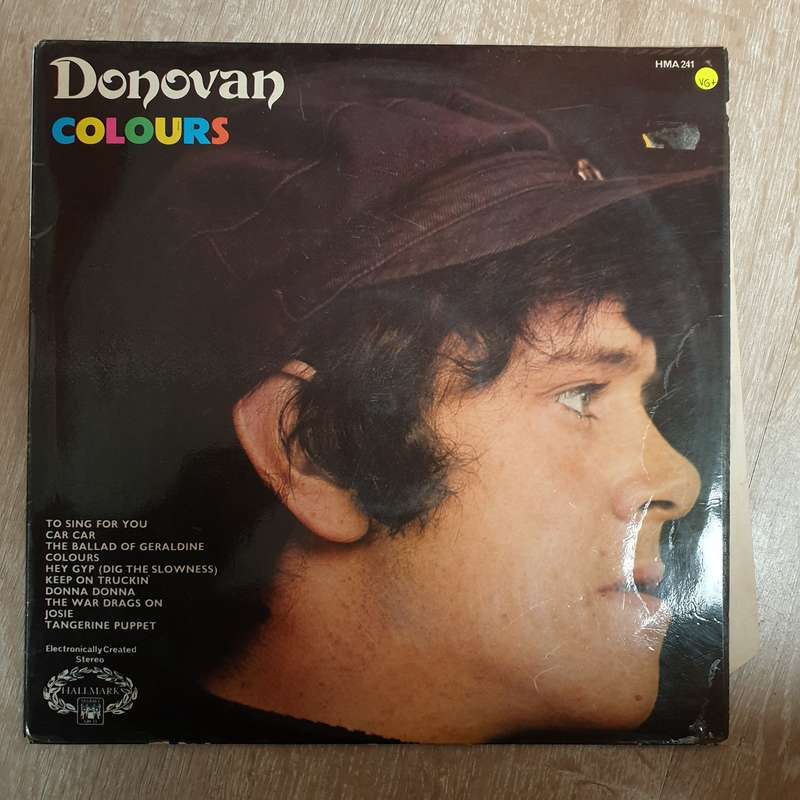 Donovan
COLOURS
HMA 241
VG+
TO SING FOR YOU
CAR CAR
THE BALLAD OF GERALDINE
COLOURS
HEY GYP (DIG THE SLOWNESS)
KEEP ON TRUCKIN'
DONNA DONNA
THE WAR DRAGS ON
JOSIE
TANGERINE PUPPET
Electronically Created
Stereo
HALLMARK